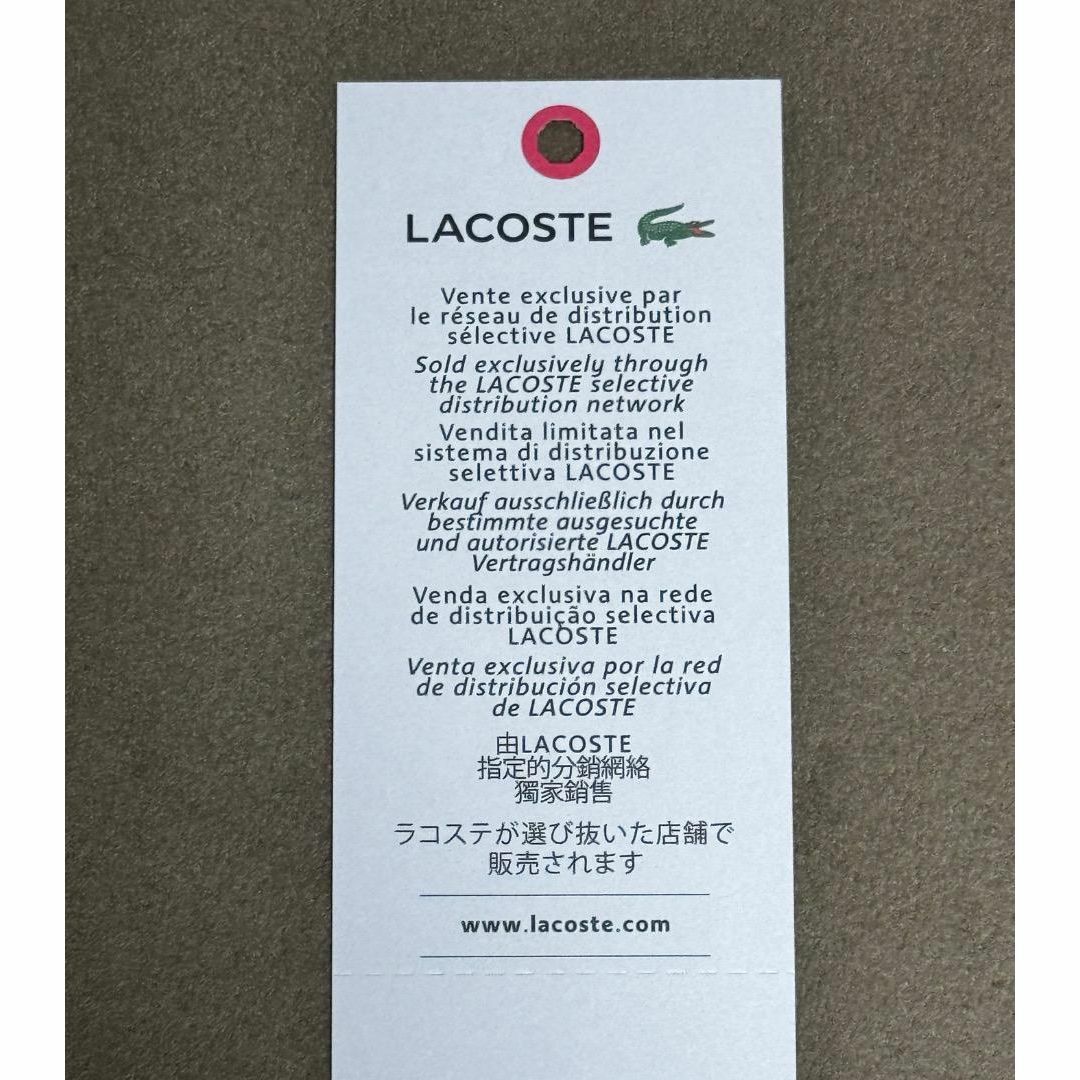 LACOSTE
Vente exclusive par
le réseau de distribution
sélective LACOSTE
Sold exclusively through
the LACOSTE selective
distribution network
Vendita limitata nel
sistema di distribuzione
selettiva LACOSTE
Verkauf ausschließlich durch
bestimmte ausgesuchte
und autorisierte LACOSTE
Vertragshändler
Venda exclusiva na rede
de distribuição selectiva
LACOSTE
Venta exclusiva por la red
de distribución selectiva
de LACOSTE
由LACOSTE
指定的分銷網絡
獨家銷售
ラコステが選び抜いた店舗で
販売されます
www.lacoste.com